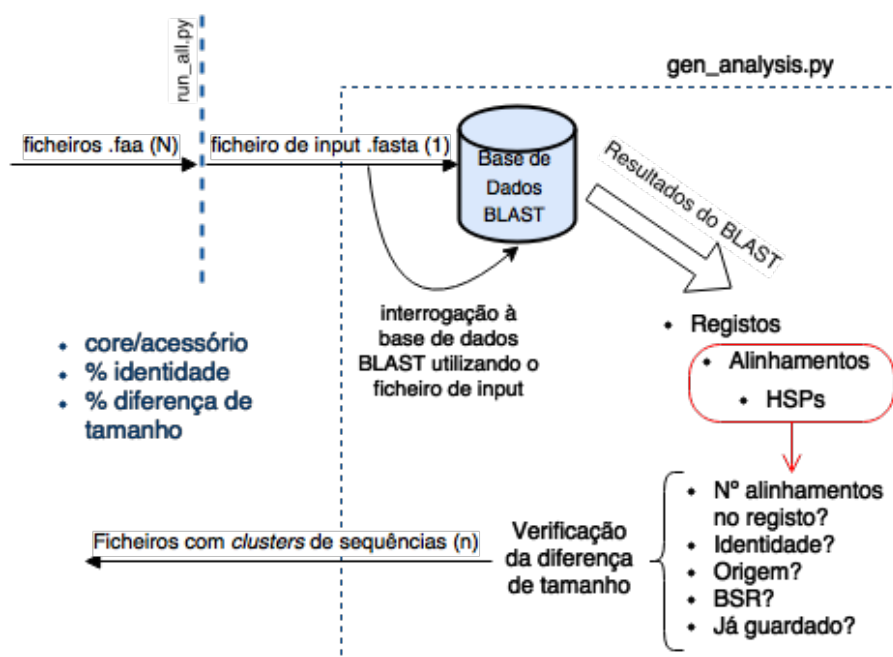 run_all.py
gen_analysis.py
ficheiros .faa (N)
ficheiro de input .fasta (1)
Base de
Dados
BLAST
Resultados do BLAST
interrogação à
base de dados
BLAST utilizando o
ficheiro de input
• core/acessório
• % identidade
• % diferença de
tamanho
• Registos
• Alinhamentos
• HSPs
• Nº alinhamentos
no registo?
• Identidade?
• Origem?
• BSR?
• Já guardado?
Verificação
da diferença
de tamanho
Ficheiros com clusters de sequências (n)